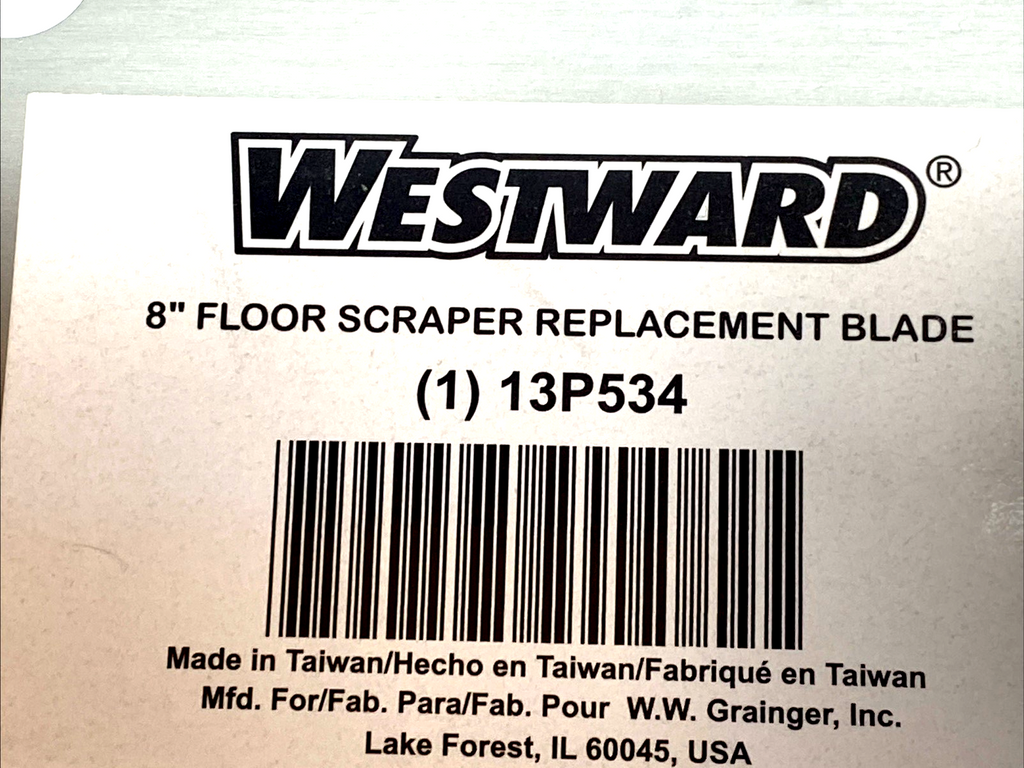 WESTWARD®
8" FLOOR SCRAPER REPLACEMENT BLADE
(1) 13P534
Made in Taiwan/Hecho en Taiwan/Fabriqué en Taiwan
Mfd. For/Fab. Para/Fab. Pour W.W. Grainger, Inc.
Lake Forest, IL 60045, USA